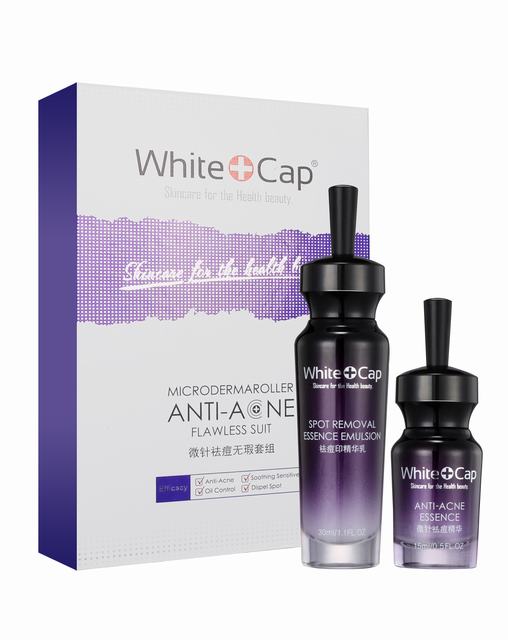 White+Cap®
Skincare for the Health beauty.
Skincare for the health
MICRODERMAROLLER
ANTI-ACNE
FLAWLESS SUIT
微针祛痘无瑕套组
Efficacy
Anti-Acne
Soothing Sensitive
Oil Control
Dispel Spot
White+Cap
Skincare for the Health beauty.
SPOT REMOVAL
ESSENCE EMULSION
祛痘印精华乳
30ml/1.1FL.OZ
White+Cap
Skincare for the Health beauty
ANTI-ACNE
ESSENCE
微针祛痘精华
15ml/0.5FL.OZ